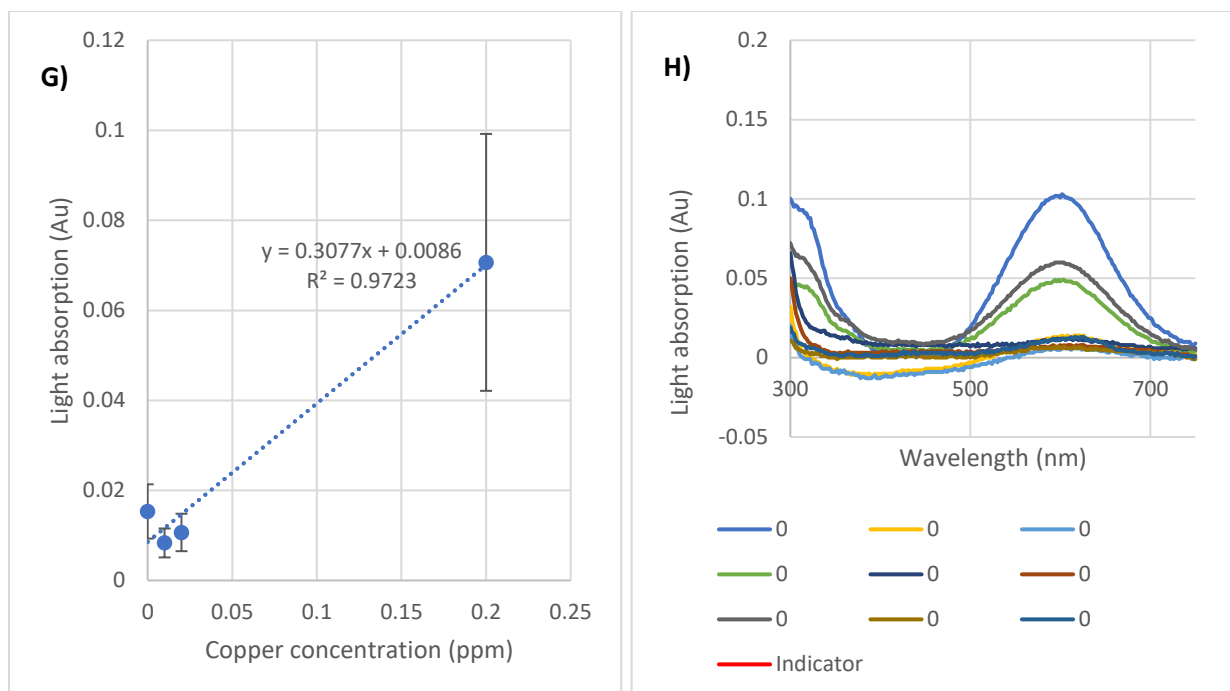 G)
0.12
0.1
0.08
0.06
0.04
0.02
0
Light absorption (Au)
y = 0.3077x + 0.0086
R² = 0.9723
0 0.05 0.1 0.15 0.2 0.25
Copper concentration (ppm)
H)
0.2
0.15
0.1
0.05
0
-0.05
Light absorption (Au)
300 500 700
Wavelength (nm)
0 0 0
0 0 0
0 0 0
Indicator